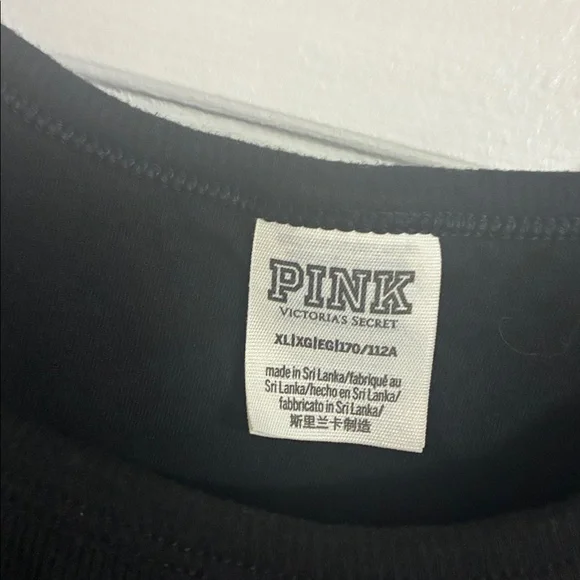 PINK
VICTORIA'S SECRET
XL|XG|EG|170/112A
made in Sri Lanka/fabriqué au
Sri Lanka/hecho en Sri Lanka/
fabbricato in Sri Lanka/
斯里兰卡制造